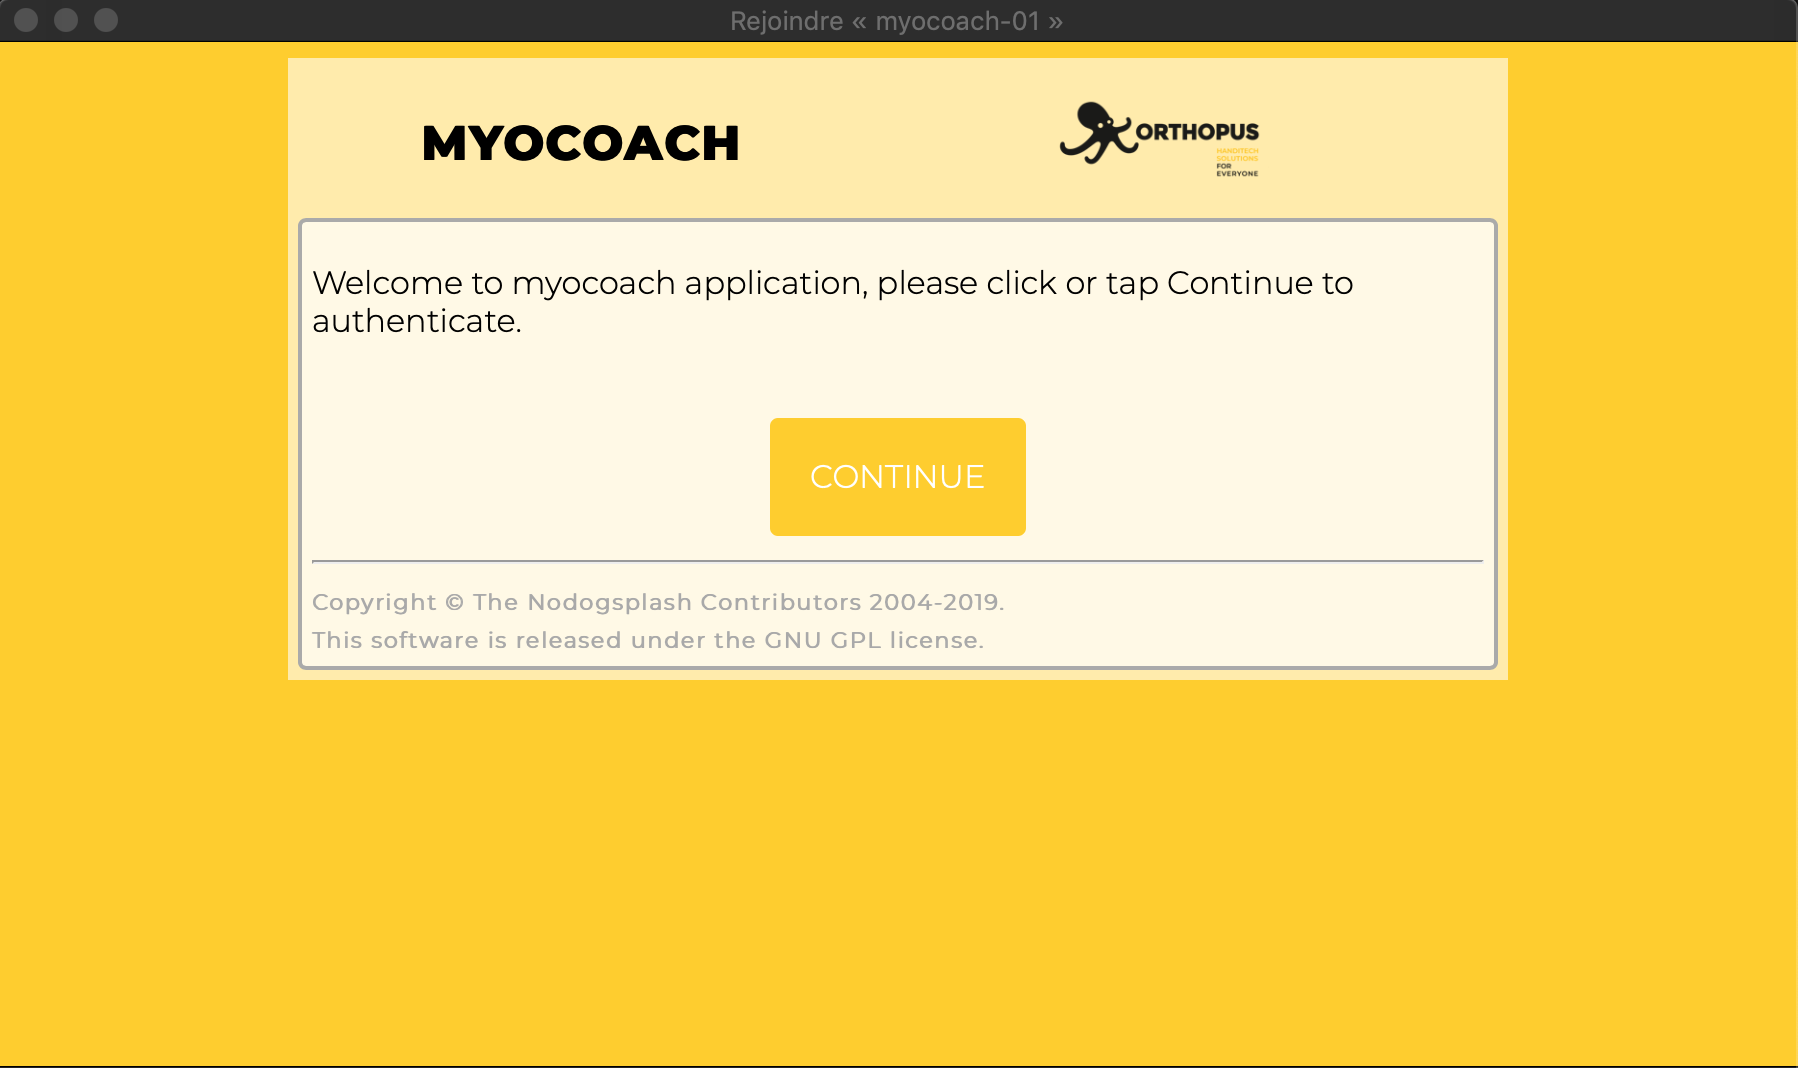 Rejoindre « myocoach-01 »
MYOCOACH
ORTHOPUS
HANDITECH
SOLUTIONS
FOR
EVERYONE
Welcome to myocoach application, please click or tap Continue to
authenticate.
CONTINUE
Copyright © The Nodogsplash Contributors 2004-2019.
This software is released under the GNU GPL license.